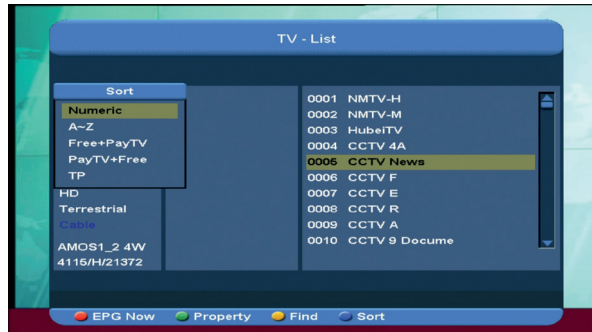 TV - List
Sort
Numeric
A~Z
Free+PayTV
PayTV+Free
TP
HD
Terrestrial
Cable
AMOS1_2 4W
4115/H/21372
0001 NMTV-H
0002 NMTV-M
0003 HubeiTV
0004 CCTV 4A
0005 CCTV News
0006 CCTV F
0007 CCTV E
0008 CCTV R
0009 CCTV A
0010 CCTV 9 Docume
EPG Now Property Find Sort